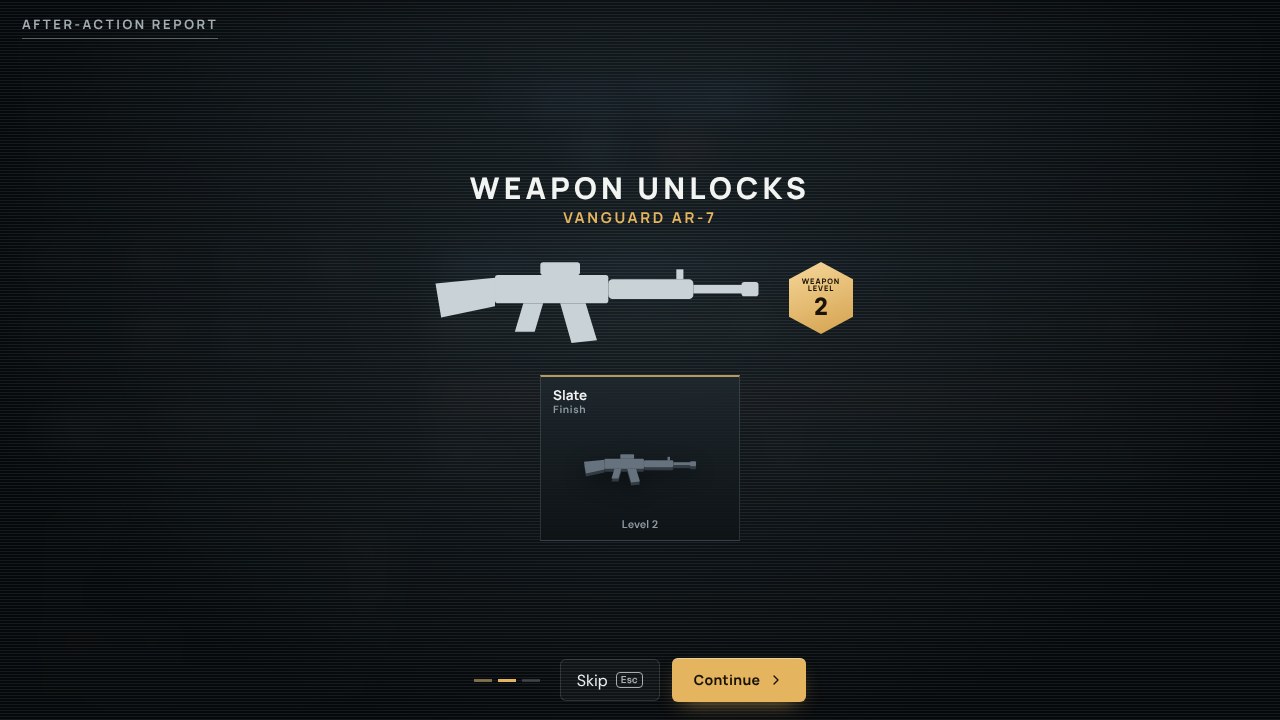 AFTER-ACTION REPORT
WEAPON UNLOCKS
VANGUARD AR-7
WEAPON
LEVEL
2
Slate
Finish
Level 2
Skip Esc
Continue